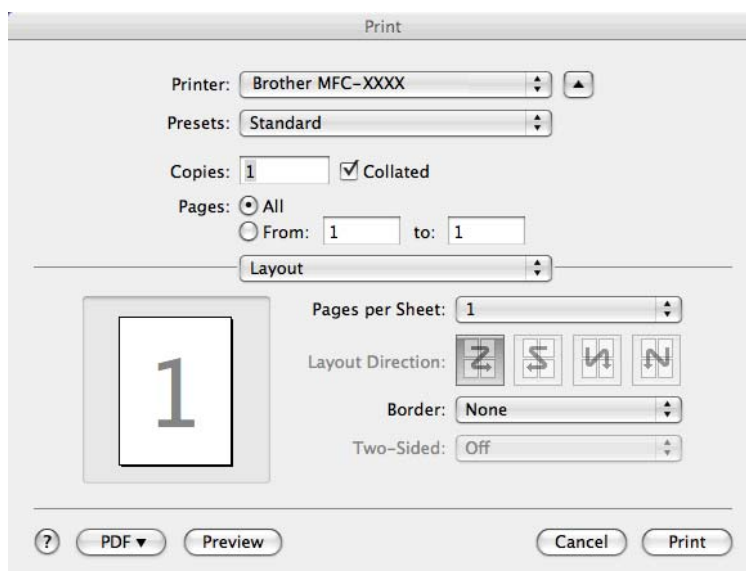 Print
Printer: Brother MFC-XXXX
Presets: Standard
Copies: 1 Collated
Pages: All
From: 1 to: 1
Layout
Pages per Sheet: 1
1
Layout Direction:
Border: None
Two-Sided: Off
? PDF▼ Preview Cancel Print